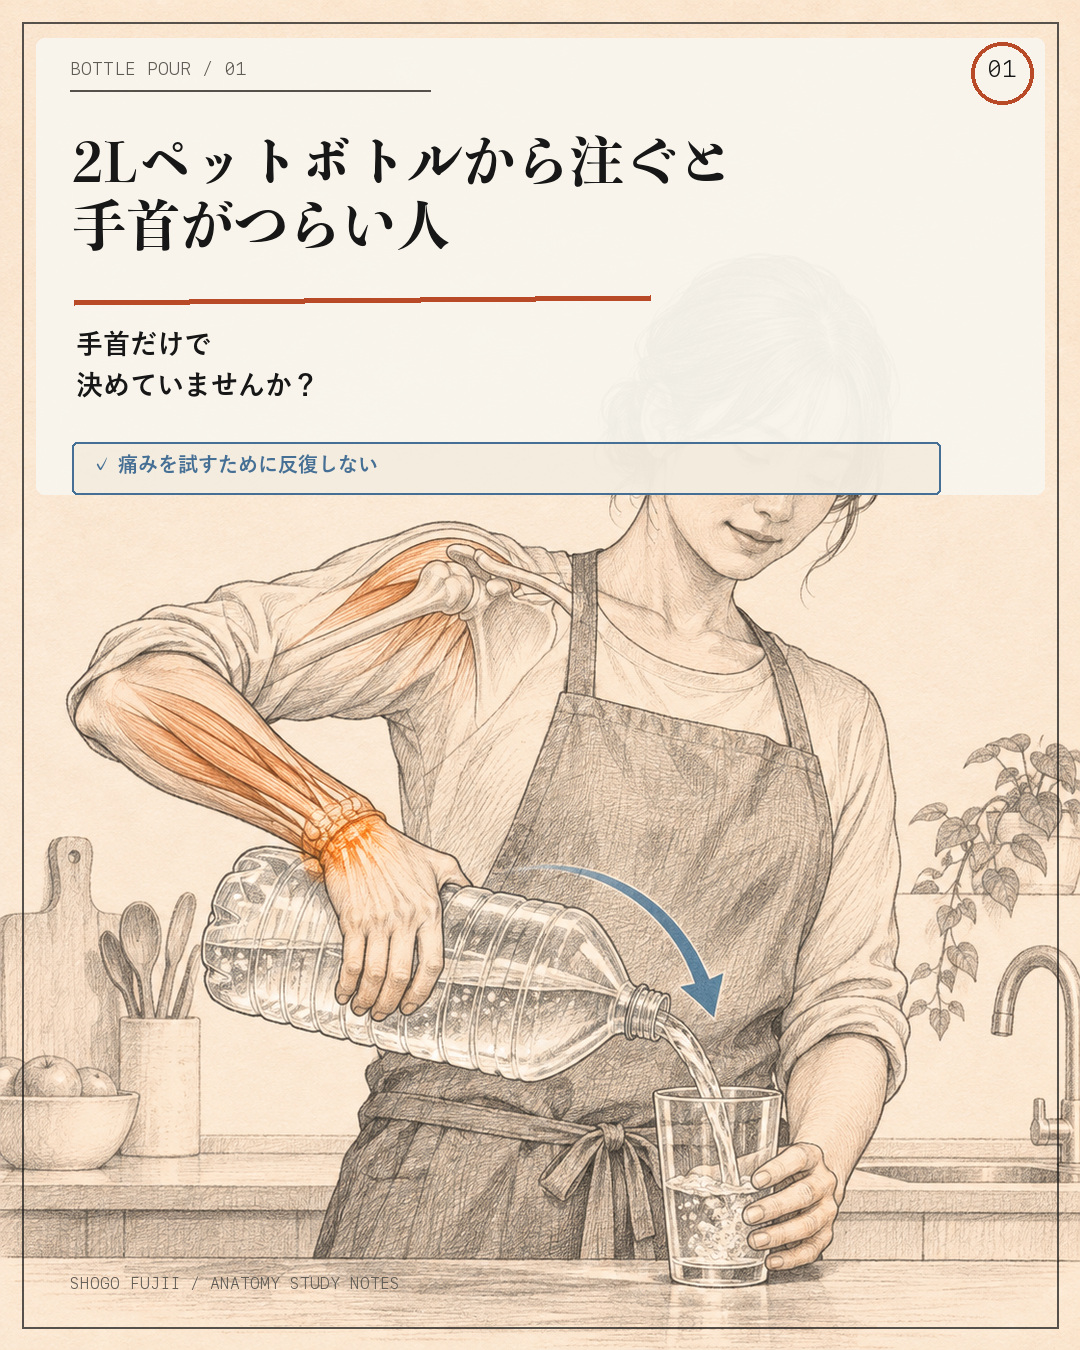 BOTTLE POUR / 01
01
2Lペットボトルから注ぐと
手首がつらい人
手首だけで
決めていませんか？
✓ 痛みを試すために反復しない
SHOGO FUJII / ANATOMY STUDY NOTES